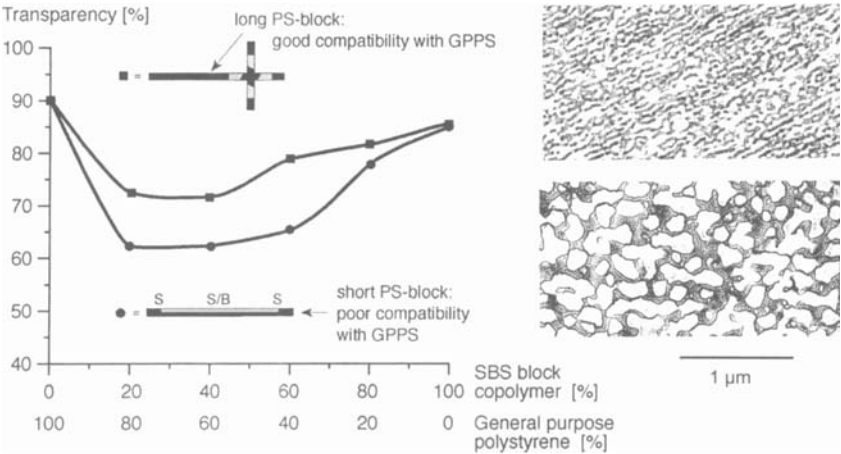 Transparency [%]
long PS-block:
good compatibility with GPPS
=
100
90
80
70
60
50
40
S S/B S
=
short PS-block:
poor compatibility
with GPPS
0 20 40 60 80 100
SBS block
copolymer [%]
100 80 60 40 20 0
General purpose
polystyrene [%]
1 µm